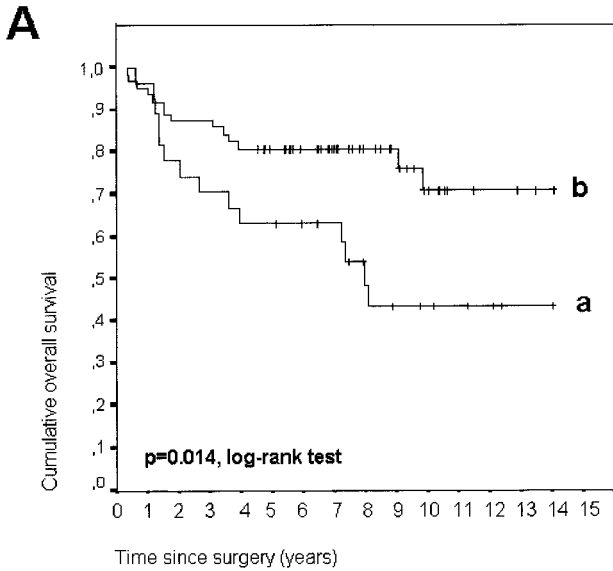 A
Cumulative overall survival
1,0
,9
,8
,7
,6
,5
,4
,3
,2
,1
,0
b
a
p=0.014, log-rank test
0 1 2 3 4 5 6 7 8 9 10 11 12 13 14 15
Time since surgery (years)